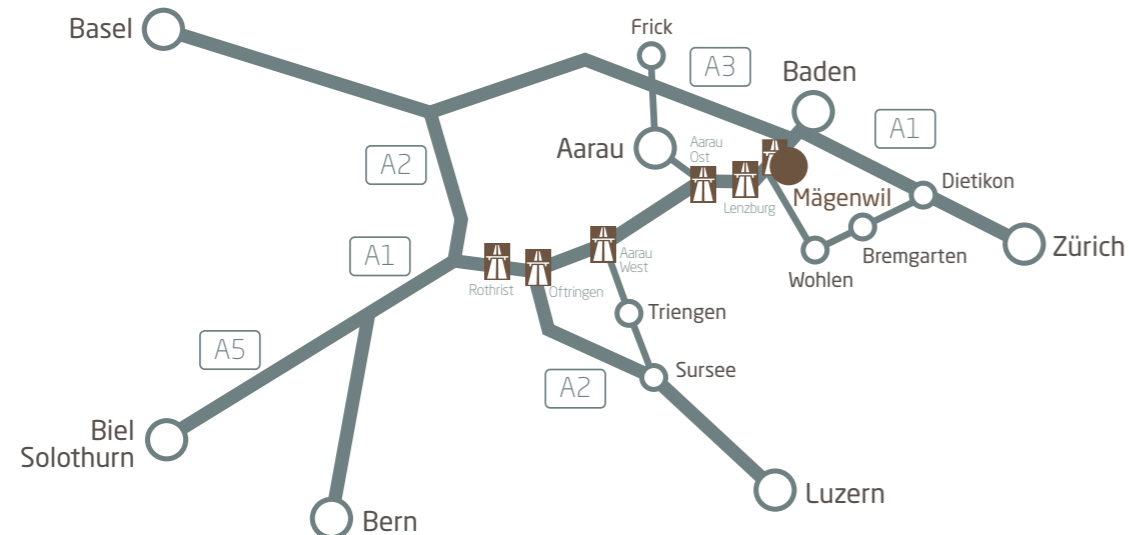 Basel
Frick
A3
Baden
A1
Aarau
Aarau
Ost
A2
Dietikon
Mägenwil
Lenzburg
Zürich
A1
Bremgarten
Aarau
West
Wohlen
Rothrist
Oftringen
Triengen
A5
Sursee
A2
Biel
Solothurn
Luzern
Bern